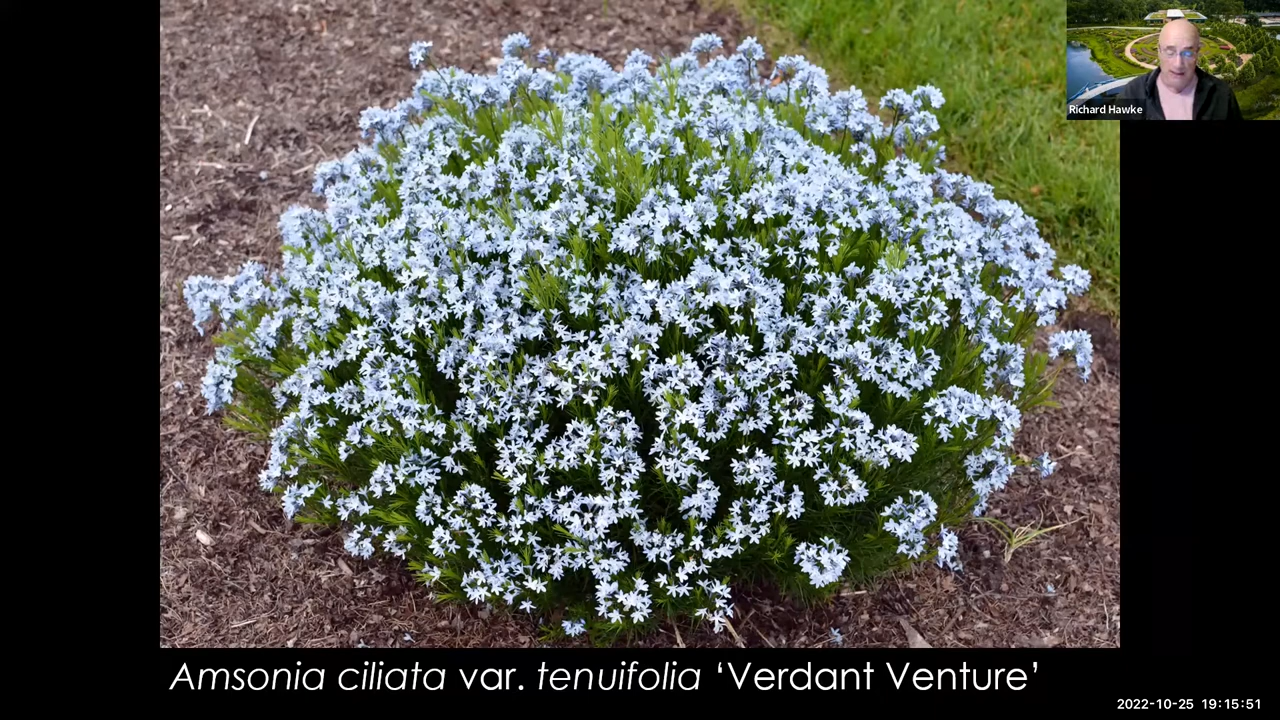 Richard Hawke
Amsonia ciliata var. tenuifolia ‘Verdant Venture’
2022-10-25 19:15:51